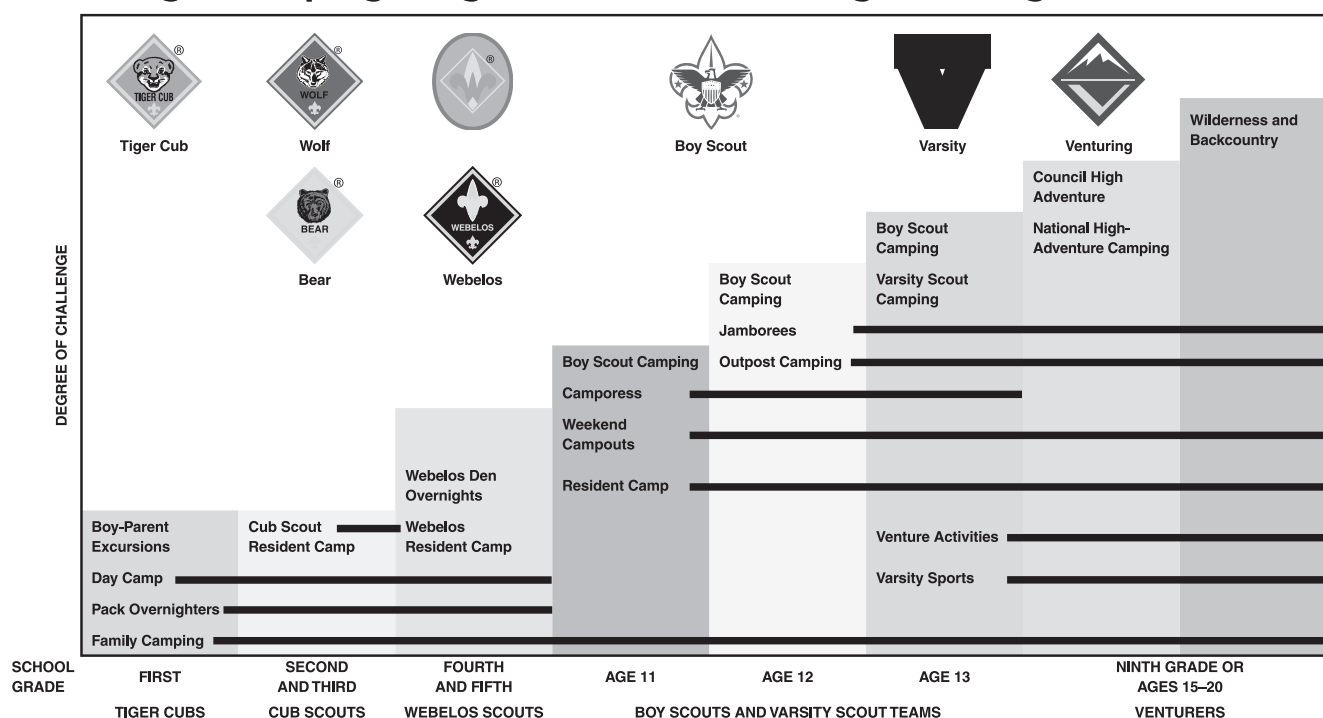 ®
TIGER CUB
Tiger Cub
®
WOLF
Wolf
®
Boy Scout
Varsity
Venturing
®
BEAR
Bear
®
WEBELOS
Webelos
Wilderness and
Backcountry
Council High
Adventure
National High-
Adventure Camping
Boy Scout
Camping
Varsity Scout
Camping
Boy Scout
Camping
Jamborees
Outpost Camping
Boy Scout Camping
Camporess
Weekend
Campouts
Resident Camp
Webelos Den
Overnights
Webelos
Resident Camp
Venture Activities
Varsity Sports
Cub Scout
Resident Camp
Boy-Parent
Excursions
Day Camp
Pack Overnighters
Family Camping
DEGREE OF CHALLENGE
SCHOOL
GRADE
FIRST
SECOND
AND THIRD
FOURTH
AND FIFTH
AGE 11
AGE 12
AGE 13
NINTH GRADE OR
AGES 15–20
TIGER CUBS
CUB SCOUTS
WEBELOS SCOUTS
BOY SCOUTS AND VARSITY SCOUT TEAMS
VENTURERS